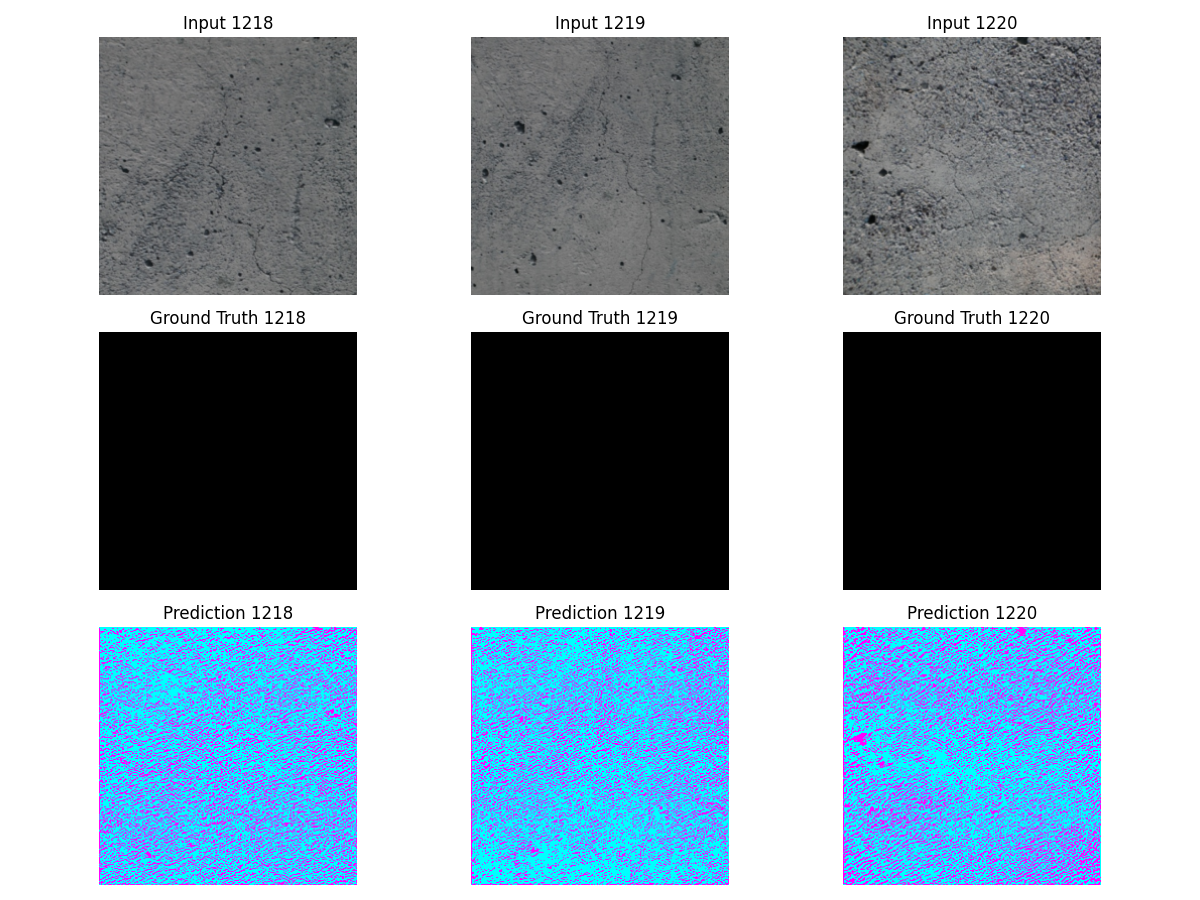 Input 1218
Input 1219
Input 1220
Ground Truth 1218
Ground Truth 1219
Ground Truth 1220
Prediction 1218
Prediction 1219
Prediction 1220